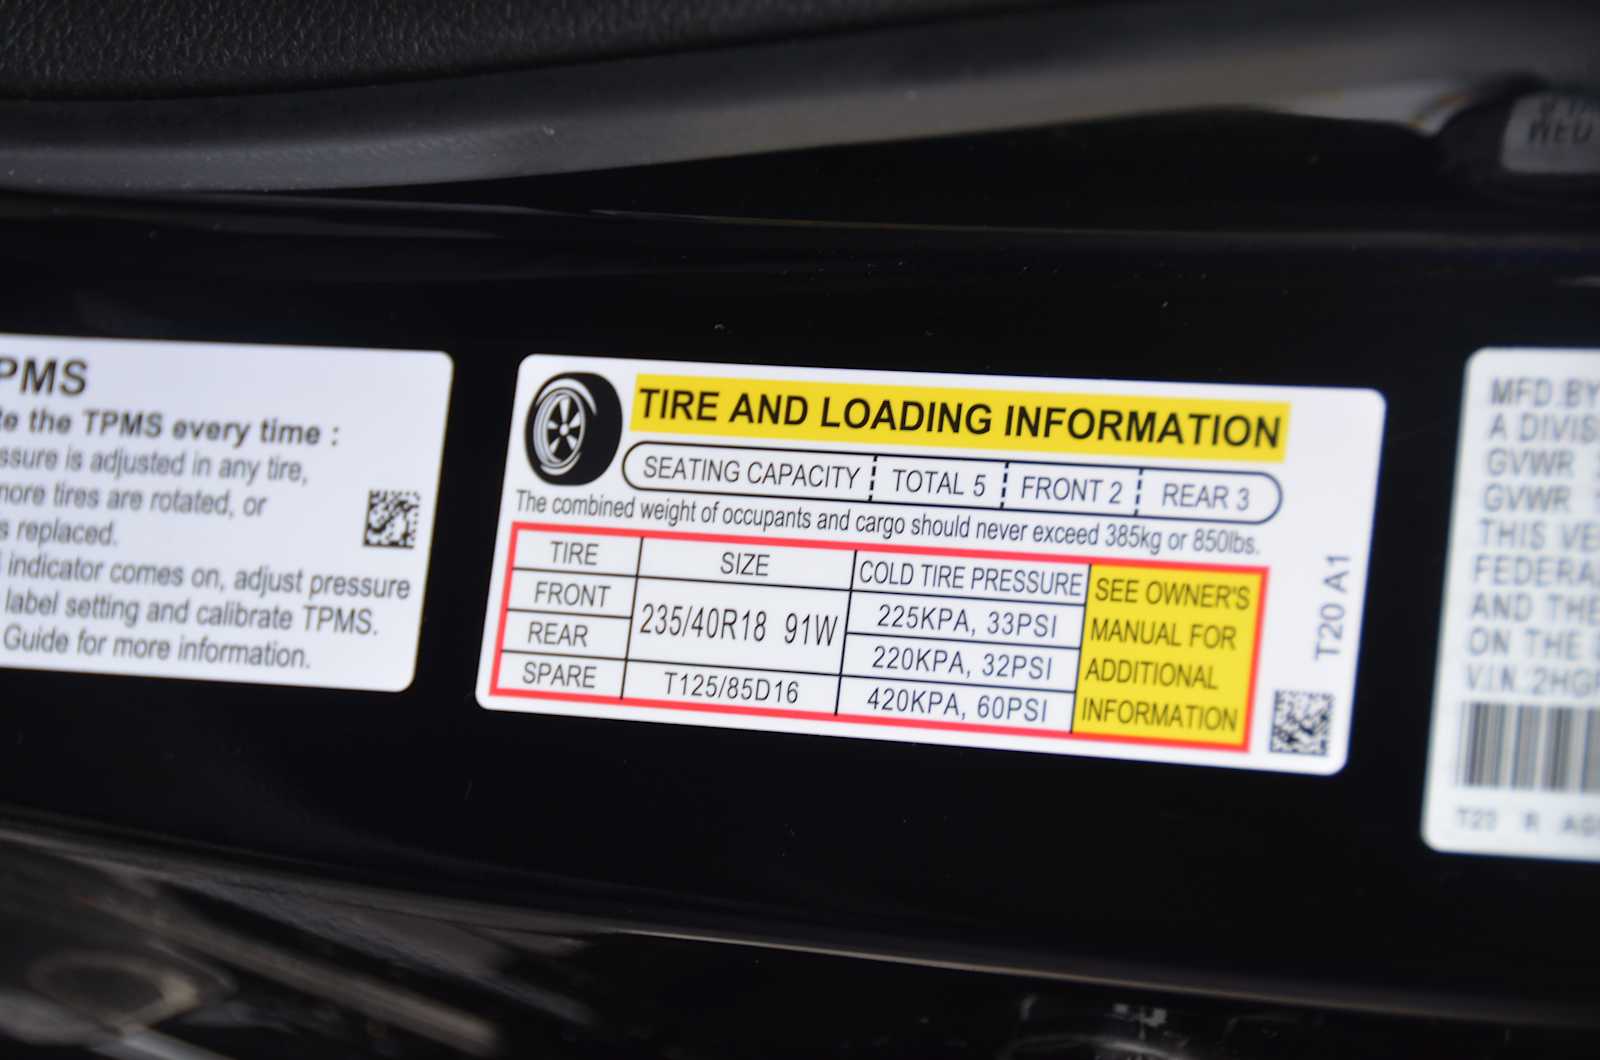 PMS
te the TPMS every time :
ssure is adjusted in any tire,
more tires are rotated, or
s replaced.
indicator comes on, adjust pressure
label setting and calibrate TPMS.
Guide for more information.
TIRE AND LOADING INFORMATION
SEATING CAPACITY TOTAL 5 FRONT 2 REAR 3
The combined weight of occupants and cargo should never exceed 385kg or 850lbs.
TIRE SIZE COLD TIRE PRESSURE
FRONT 235/40R18 91W 225KPA, 33PSI
REAR 220KPA, 32PSI
SPARE T125/85D16 420KPA, 60PSI
SEE OWNER'S
MANUAL FOR
ADDITIONAL
INFORMATION
T20 A1
MFD.BY
A DIVIS
GVWR
GVWR
THIS VE
FEDERA
AND THE
ON THE
V.I.N.:2HG
T20 R